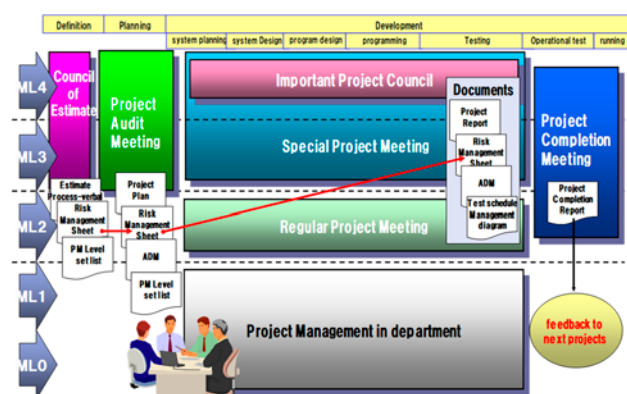 Definition
Planning
Development
system planning
system Design
program design
programming
Testing
Operational test
running
ML4
ML3
ML2
ML1
ML0
Council
of
Estimate
Project
Audit
Meeting
Important Project Council
Special Project Meeting
Regular Project Meeting
Project Management in department
Documents
Project
Report
Risk
Management
Sheet
ADM
Test schedule
Management
diagram
Project
Completion
Meeting
Project
Completion
Report
Estimate
Process-verbal
Risk
Management
Sheet
PM Level
set list
Project
Plan
Risk
Management
Sheet
ADM
PM Level
set list
feedback to
next projects